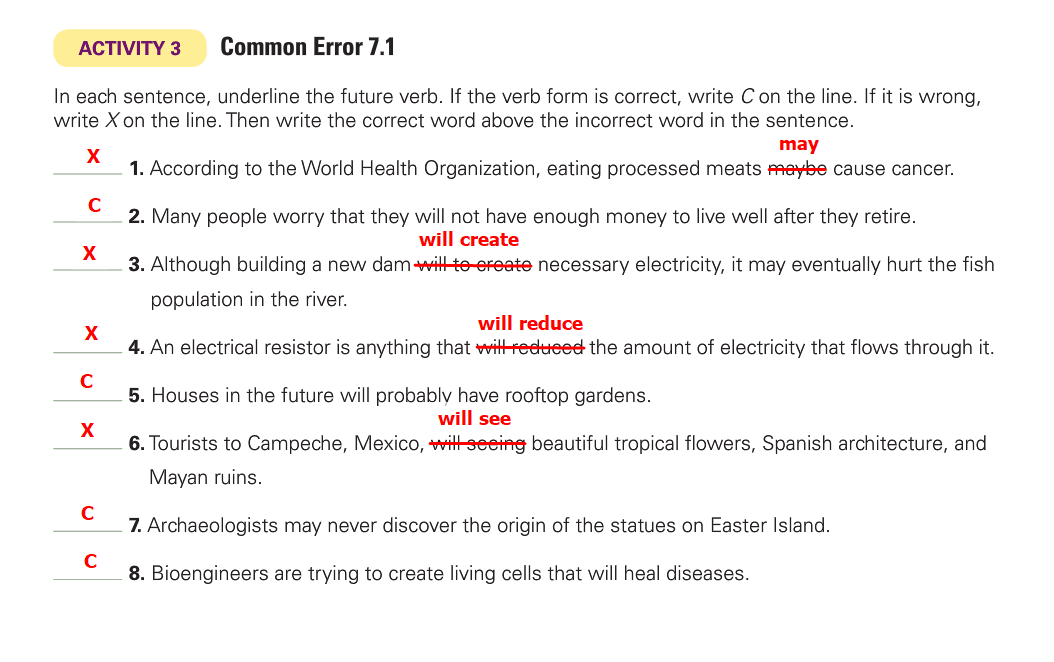 ACTIVITY 3 Common Error 7.1
In each sentence, underline the future verb. If the verb form is correct, write C on the line. If it is wrong,
write X on the line. Then write the correct word above the incorrect word in the sentence.
may
X 1. According to the World Health Organization, eating processed meats maybe cause cancer.
C 2. Many people worry that they will not have enough money to live well after they retire.
will create
X 3. Although building a new dam will to create necessary electricity, it may eventually hurt the fish
population in the river.
will reduce
X 4. An electrical resistor is anything that will reduced the amount of electricity that flows through it.
C 5. Houses in the future will probably have rooftop gardens.
will see
X 6. Tourists to Campeche, Mexico, will seeing beautiful tropical flowers, Spanish architecture, and
Mayan ruins.
C 7. Archaeologists may never discover the origin of the statues on Easter Island.
C 8. Bioengineers are trying to create living cells that will heal diseases.